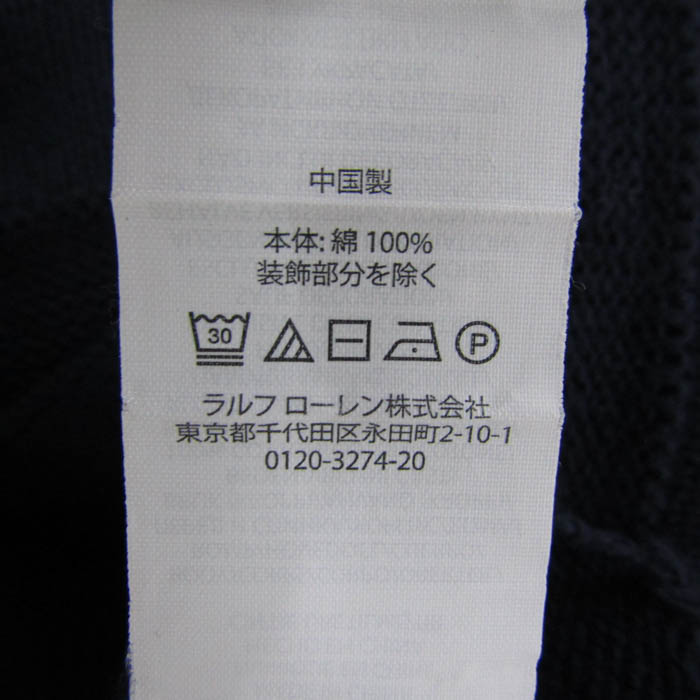 中国製
本体: 綿 100%
装飾部分を除く
30 P
ラルフ ローレン株式会社
東京都千代田区永田町2-10-1
0120-3274-20